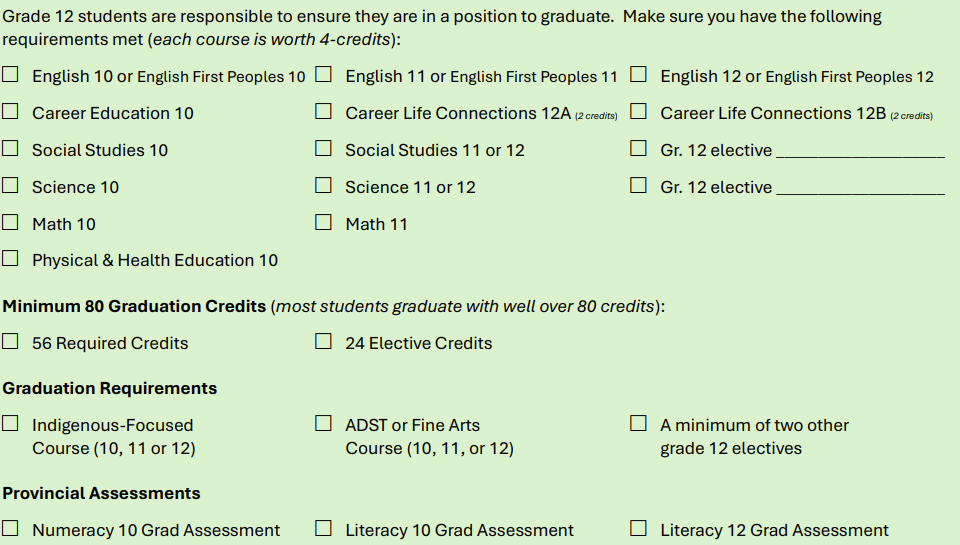 Grade 12 students are responsible to ensure they are in a position to graduate.  Make sure you have the following
requirements met (each course is worth 4-credits):
☐ English 10 or English First Peoples 10 ☐ English 11 or English First Peoples 11 ☐ English 12 or English First Peoples 12
☐ Career Education 10 ☐ Career Life Connections 12A (2 credits) ☐ Career Life Connections 12B (2 credits)
☐ Social Studies 10 ☐ Social Studies 11 or 12 ☐ Gr. 12 elective ___________________
☐ Science 10 ☐ Science 11 or 12 ☐ Gr. 12 elective ___________________
☐ Math 10 ☐ Math 11
☐ Physical & Health Education 10
Minimum 80 Graduation Credits (most students graduate with well over 80 credits):
☐ 56 Required Credits ☐ 24 Elective Credits
Graduation Requirements
☐ Indigenous-Focused ☐ ADST or Fine Arts ☐ A minimum of two other
Course (10, 11 or 12) Course (10, 11, or 12) grade 12 electives
Provincial Assessments
☐ Numeracy 10 Grad Assessment ☐ Literacy 10 Grad Assessment ☐ Literacy 12 Grad Assessment